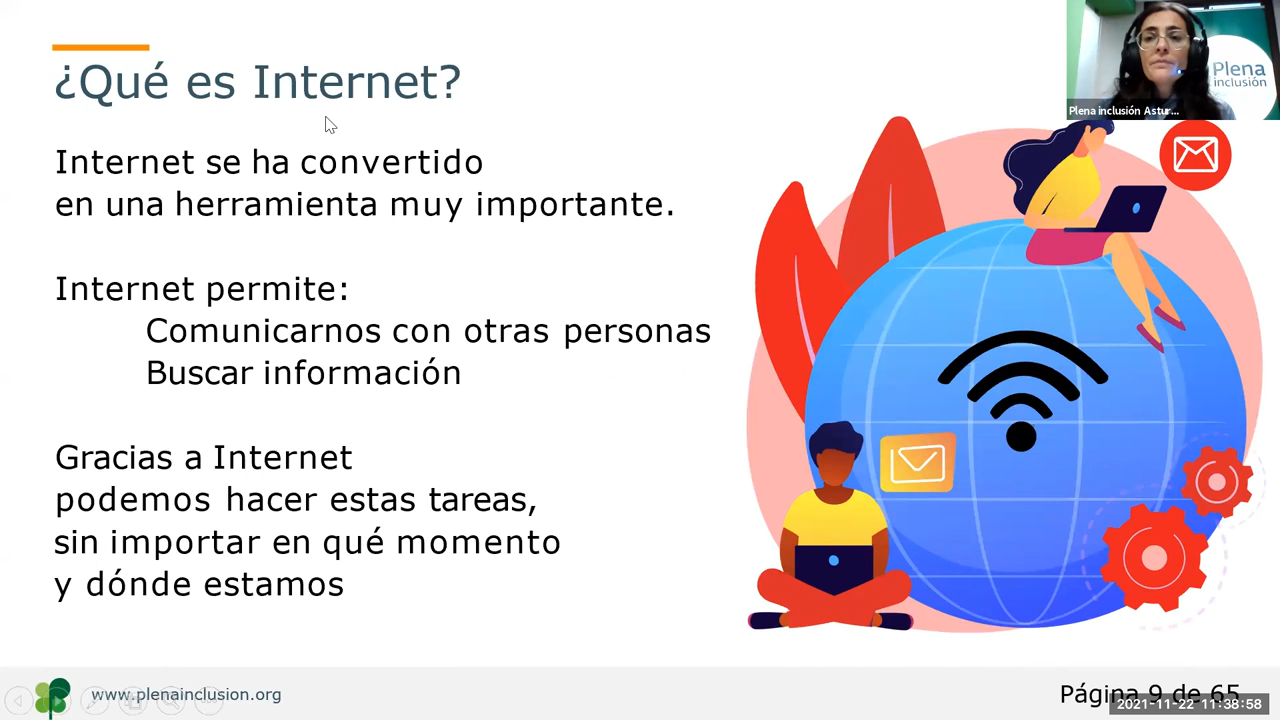 ¿Qué es Internet?
Internet se ha convertido
en una herramienta muy importante.
Internet permite:
Comunicarnos con otras personas
Buscar información
Gracias a Internet
podemos hacer estas tareas,
sin importar en qué momento
y dónde estamos
Plena
inclusión
Plena inclusión Astur...
www.plenainclusion.org
Página 9 de 65
2021-11-22 11:38:58